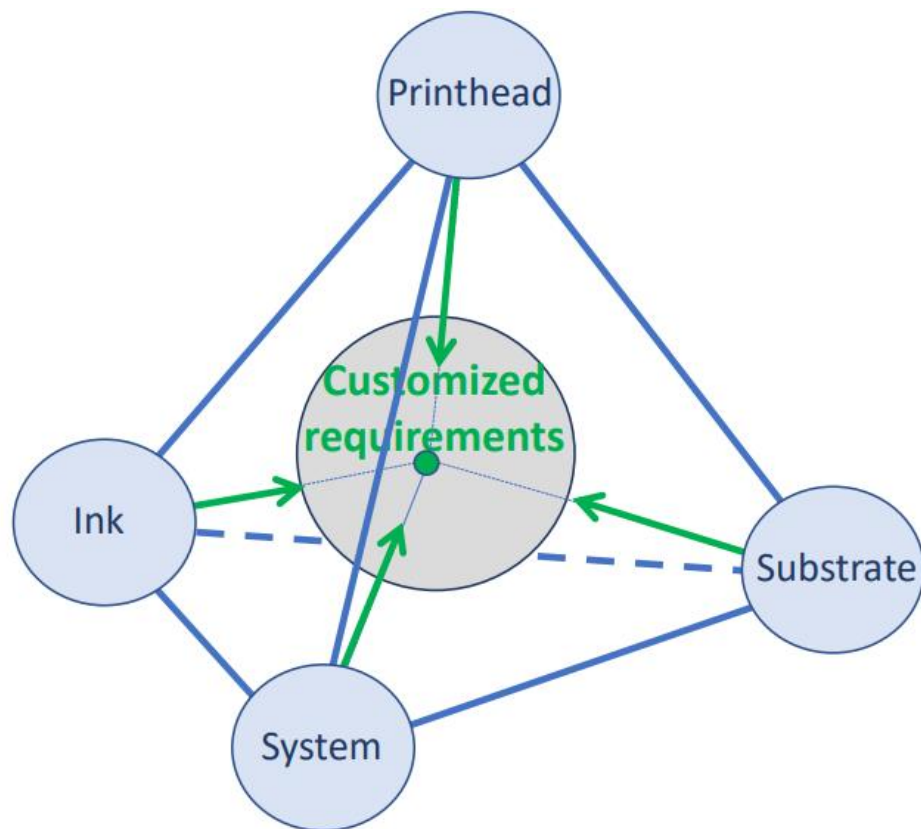 Printhead
Customized
requirements
Ink
Substrate
System